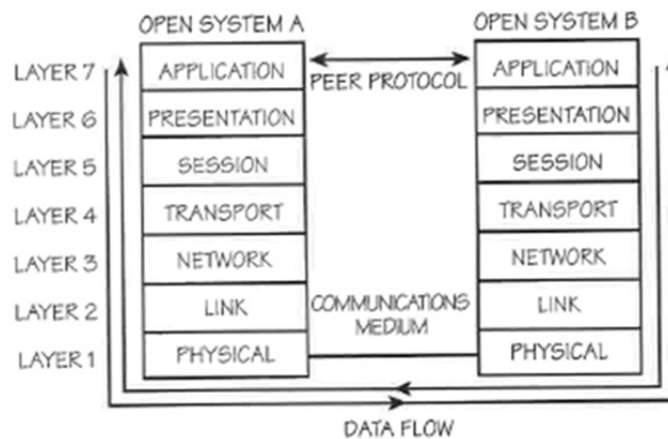 OPEN SYSTEM A
OPEN SYSTEM B
LAYER 7
APPLICATION
PEER PROTOCOL
APPLICATION
LAYER 6
PRESENTATION
PRESENTATION
LAYER 5
SESSION
SESSION
LAYER 4
TRANSPORT
TRANSPORT
LAYER 3
NETWORK
NETWORK
LAYER 2
LINK
COMMUNICATIONS
MEDIUM
LINK
LAYER 1
PHYSICAL
PHYSICAL
DATA FLOW